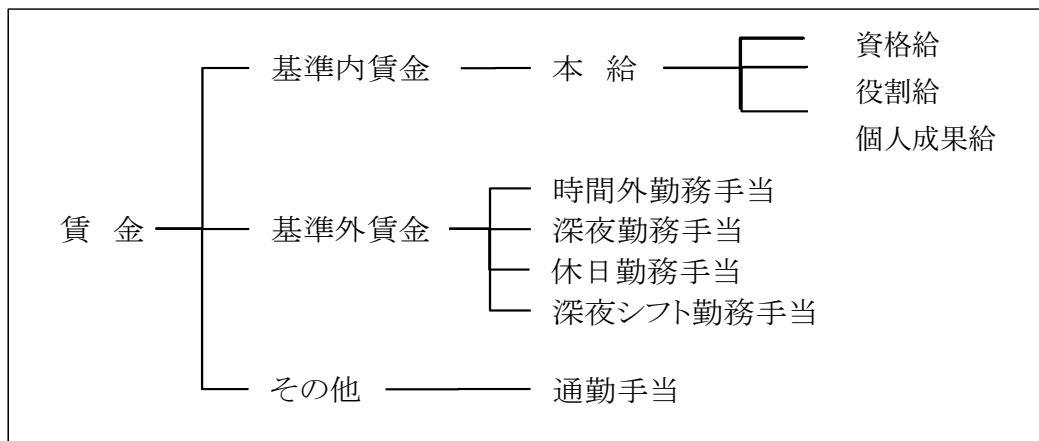 資格給
基準内賃金 本 給
役割給
個人成果給
時間外勤務手当
賃 金 基準外賃金 深夜勤務手当
休日勤務手当
深夜シフト勤務手当
その他 通勤手当